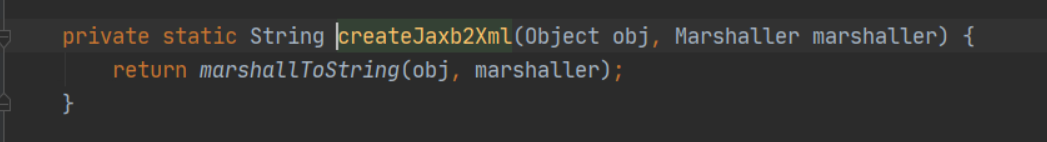 private static String createJaxb2Xml(Object obj, Marshaller marshaller) {
return marshallToString(obj, marshaller);
}